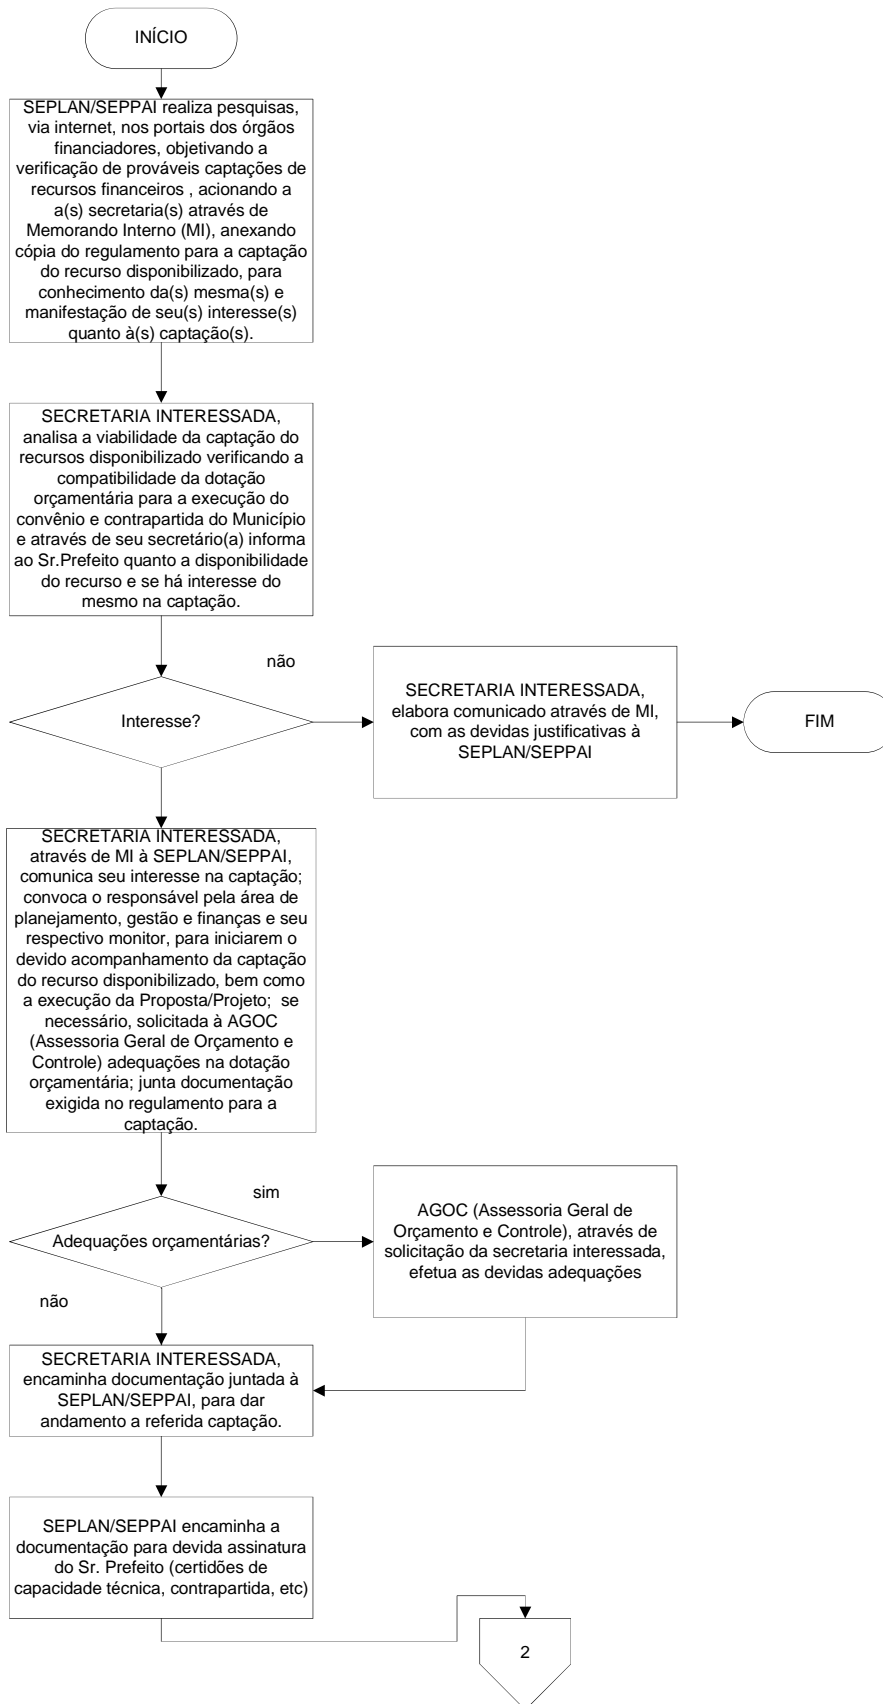 INÍCIO
SEPLAN/SEPPAI realiza pesquisas,
via internet, nos portais dos órgãos
financiadores, objetivando a
verificação de prováveis captações de
recursos financeiros , acionando a
a(s) secretaria(s) através de
Memorando Interno (MI), anexando
cópia do regulamento para a captação
do recurso disponibilizado, para
conhecimento da(s) mesma(s) e
manifestação de seu(s) interesse(s)
quanto à(s) captação(s).
SECRETARIA INTERESSADA,
analisa a viabilidade da captação do
recursos disponibilizado verificando a
compatibilidade da dotação
orçamentária para a execução do
convênio e contrapartida do Município
e através de seu secretário(a) informa
ao Sr.Prefeito quanto a disponibilidade
do recurso e se há interesse do
mesmo na captação.
não
Interesse?
SECRETARIA INTERESSADA,
elabora comunicado através de MI,
com as devidas justificativas à
SEPLAN/SEPPAI
FIM
SECRETARIA INTERESSADA,
através de MI à SEPLAN/SEPPAI,
comunica seu interesse na captação;
convoca o responsável pela área de
planejamento, gestão e finanças e seu
respectivo monitor, para iniciarem o
devido acompanhamento da captação
do recurso disponibilizado, bem como
a execução da Proposta/Projeto;  se
necessário, solicitada à AGOC
(Assessoria Geral de Orçamento e
Controle) adequações na dotação
orçamentária; junta documentação
exigida no regulamento para a
captação.
sim
Adequações orçamentárias?
AGOC (Assessoria Geral de
Orçamento e Controle), através de
solicitação da secretaria interessada,
efetua as devidas adequações
não
SECRETARIA INTERESSADA,
encaminha documentação juntada à
SEPLAN/SEPPAI, para dar
andamento a referida captação.
SEPLAN/SEPPAI encaminha a
documentação para devida assinatura
do Sr. Prefeito (certidões de
capacidade técnica, contrapartida, etc)
2